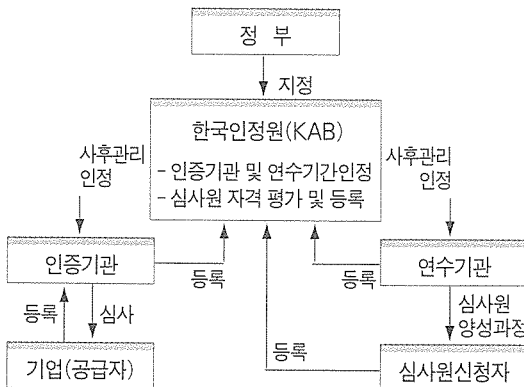 정 부
지정
한국인정원(KAB)
- 인증기관 및 연수기간인정
- 심사원 자격 평가 및 등록
사후관리
인정
사후관리
인정
인증기관
등록
등록
연수기관
등록
심사
심사원
양성과정
기업(공급자)
등록
심사원신청자